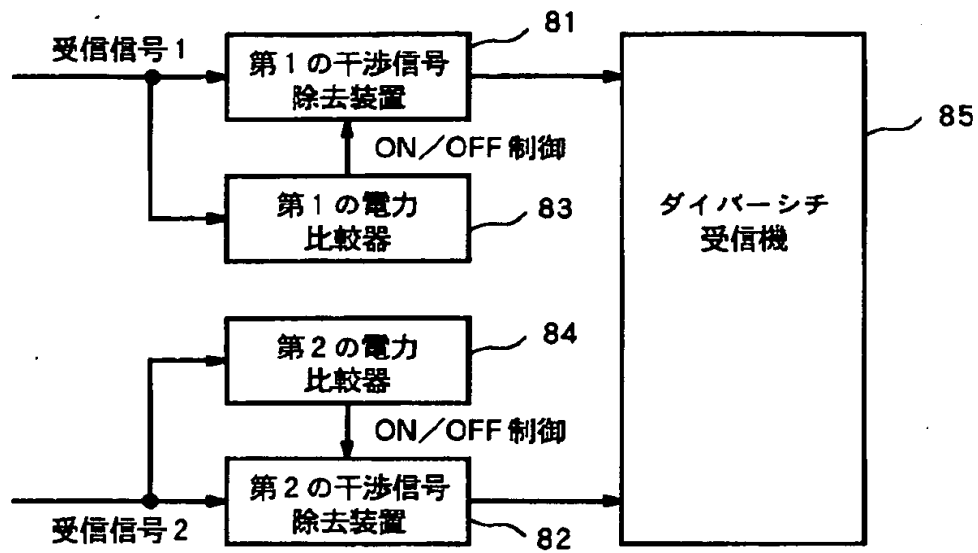 受信信号1
第1の干渉信号
除去装置
81
ON/OFF 制御
第1の電力
比較器
83
ダイバーシチ
受信機
85
第2の電力
比較器
84
ON/OFF 制御
第2の干渉信号
除去装置
82
受信信号2